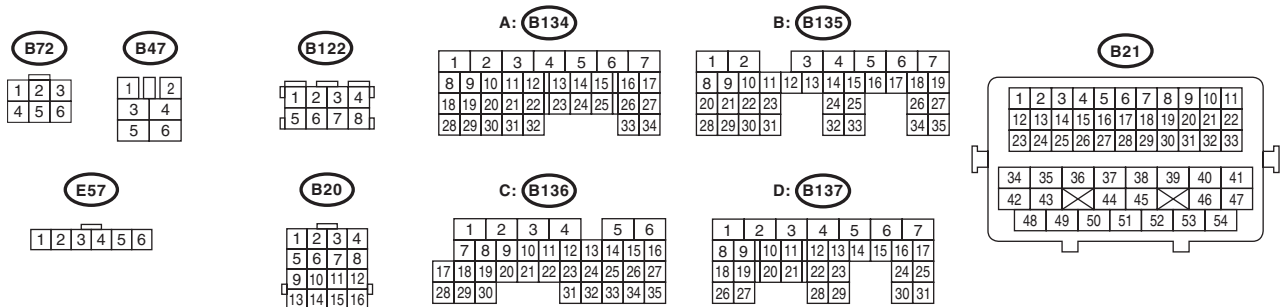 A: B134
B: B135
B72
B47
B122
B21
1 2 3
4 5 6
1 2
3 4
5 6
1 2 3 4
5 6 7 8
1 2 3 4 5 6 7
8 9 10 11 12 13 14 15 16 17
18 19 20 21 22 23 24 25 26 27
28 29 30 31 32 33 34
1 2 3 4 5 6 7
8 9 10 11 12 13 14 15 16 17 18 19
20 21 22 23 24 25 26 27
28 29 30 31 32 33 34 35
1 2 3 4 5 6 7 8 9 10 11
12 13 14 15 16 17 18 19 20 21 22
23 24 25 26 27 28 29 30 31 32 33
34 35 36 37 38 39 40 41
42 43 44 45 46 47
48 49 50 51 52 53 54
E57
B20
C: B136
D: B137
1 2 3 4 5 6
1 2 3 4
5 6 7 8
9 10 11 12
13 14 15 16
1 2 3 4 5 6
7 8 9 10 11 12 13 14 15 16
17 18 19 20 21 22 23 24 25 26 27
28 29 30 31 32 33 34 35
1 2 3 4 5 6 7
8 9 10 11 12 13 14 15 16 17
18 19 20 21 22 23 24 25
26 27 28 29 30 31